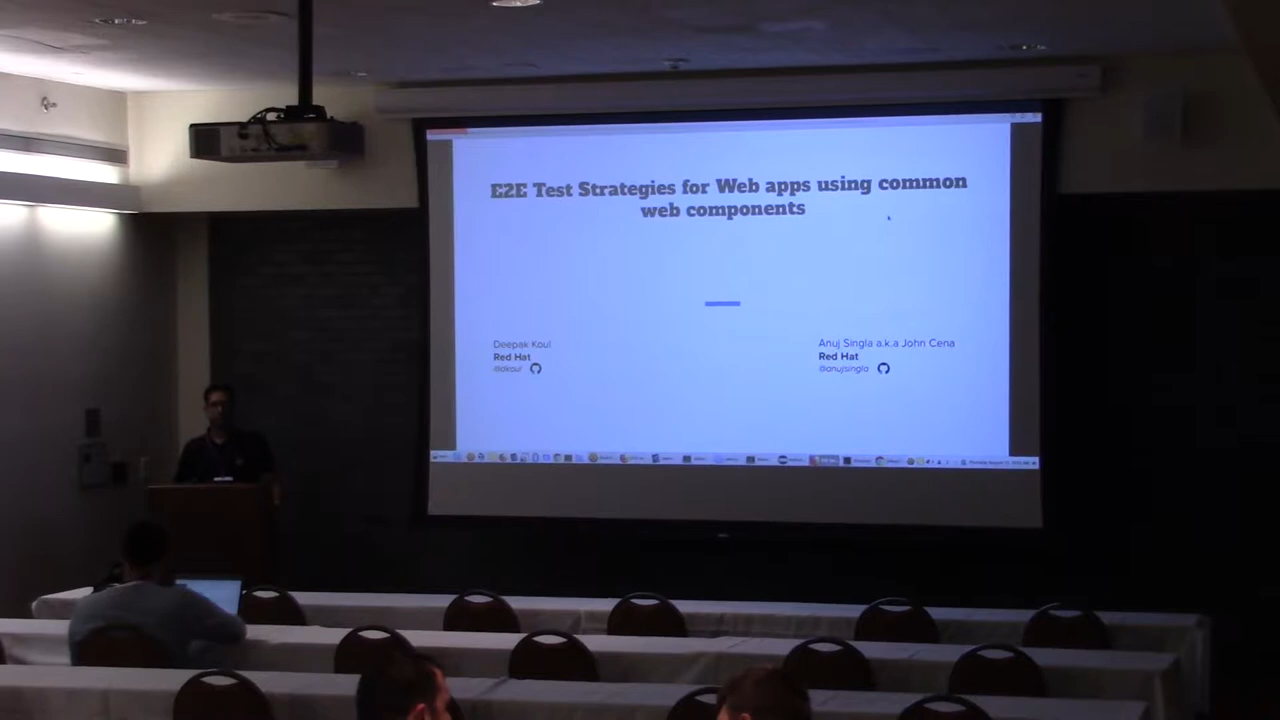 E2E Test Strategies for Web apps using common
web components
Deepak Koul
Red Hat
@dkoul
Anuj Singla a.k.a John Cena
Red Hat
@anujsingla